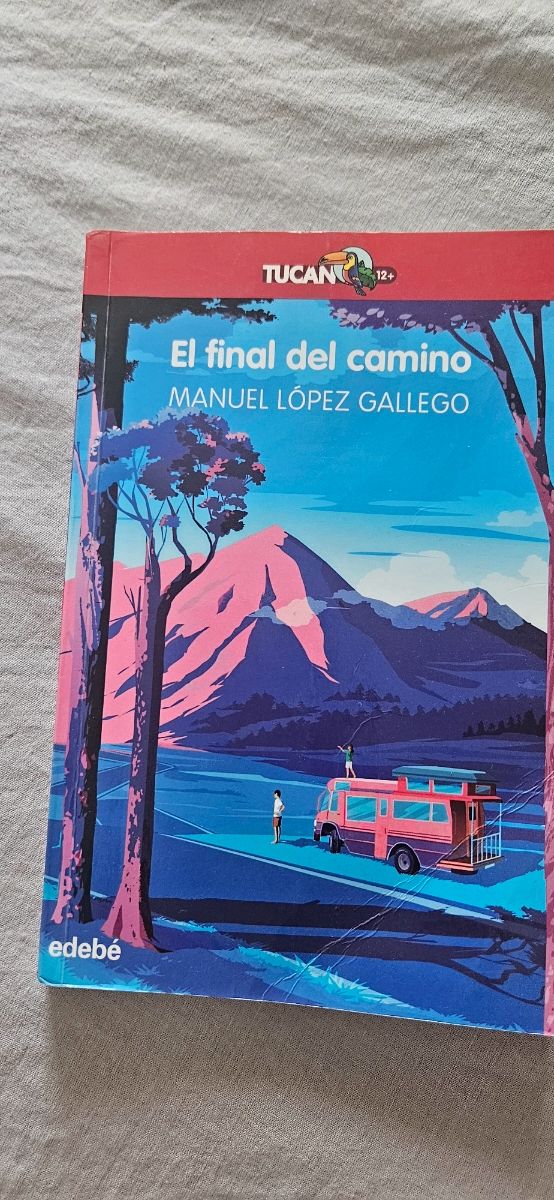 TUCAN 12+
El final del camino
MANUEL LÓPEZ GALLEGO
edebé